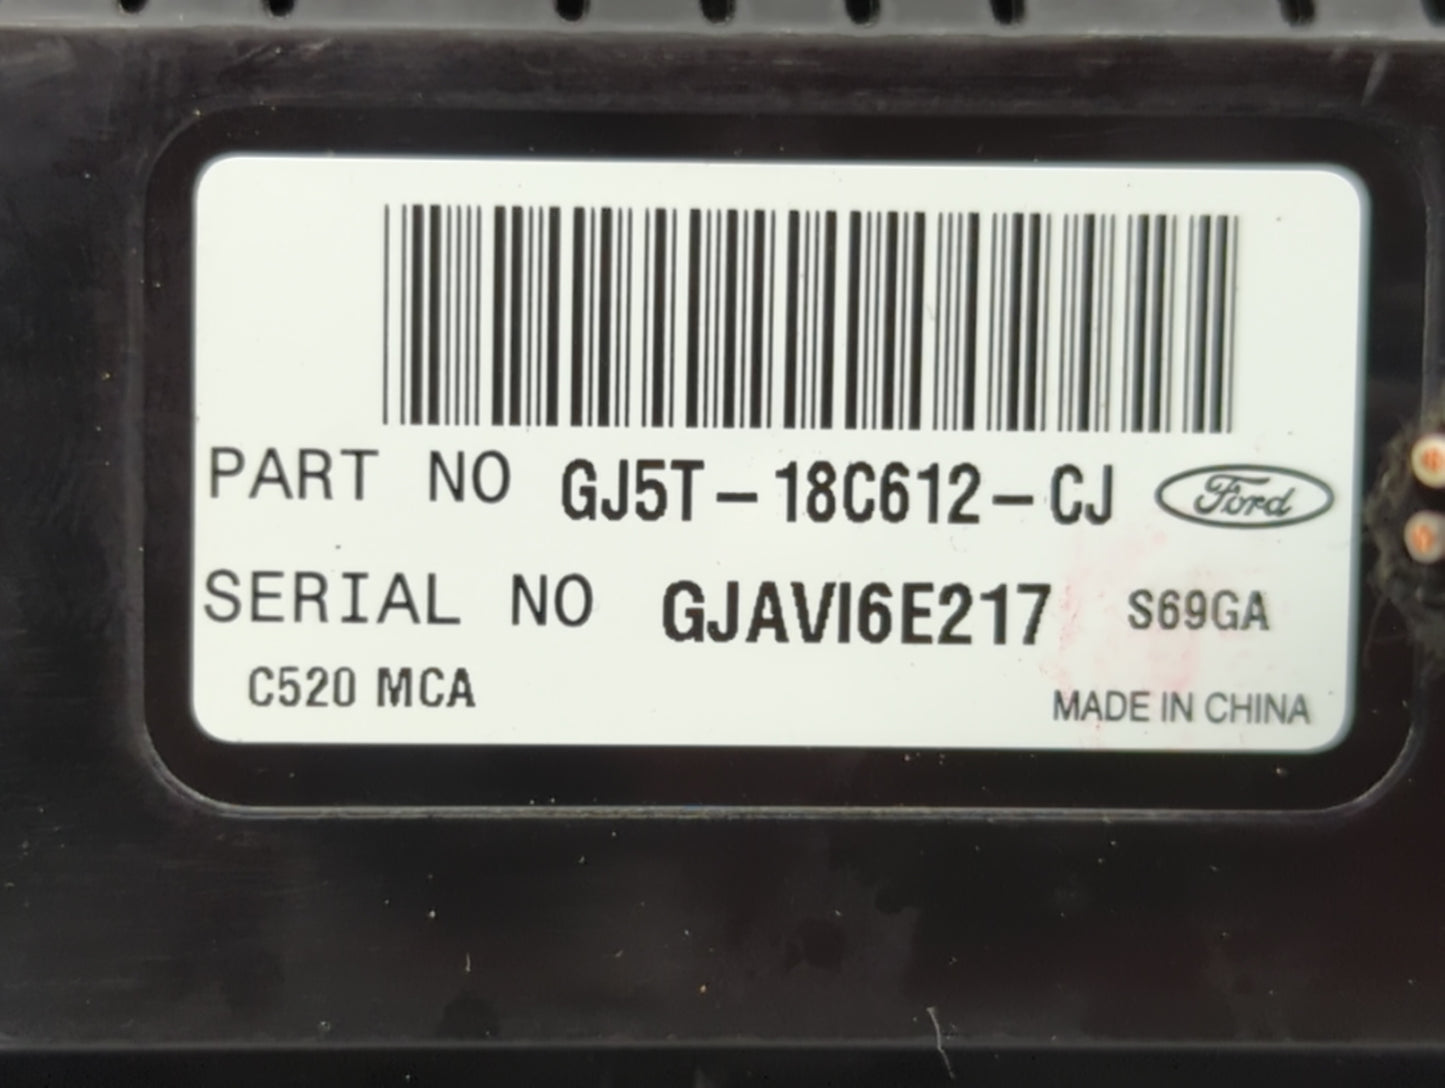 PART NO GJ5T-18C612-CJ Ford
SERIAL NO GJAVI6E217 S69GA
C520 MCA
MADE IN CHINA